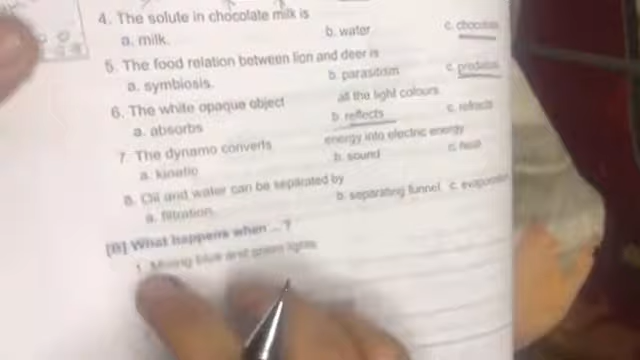 4. The solute in chocolate milk is
a. milk. b. water c. chocolate
5. The food relation between lion and deer is
a. symbiosis. b. parasitism c. predation
6. The white opaque object all the light colours
a. absorbs b. reflects c. refracts
7. The dynamo converts energy into electric energy
a. kinetic b. sound c. heat
8. Oil and water can be separated by
a. filtration b. separating funnel c. evaporation
[B] What happens when ... ?
1. Mixing blue and green lights